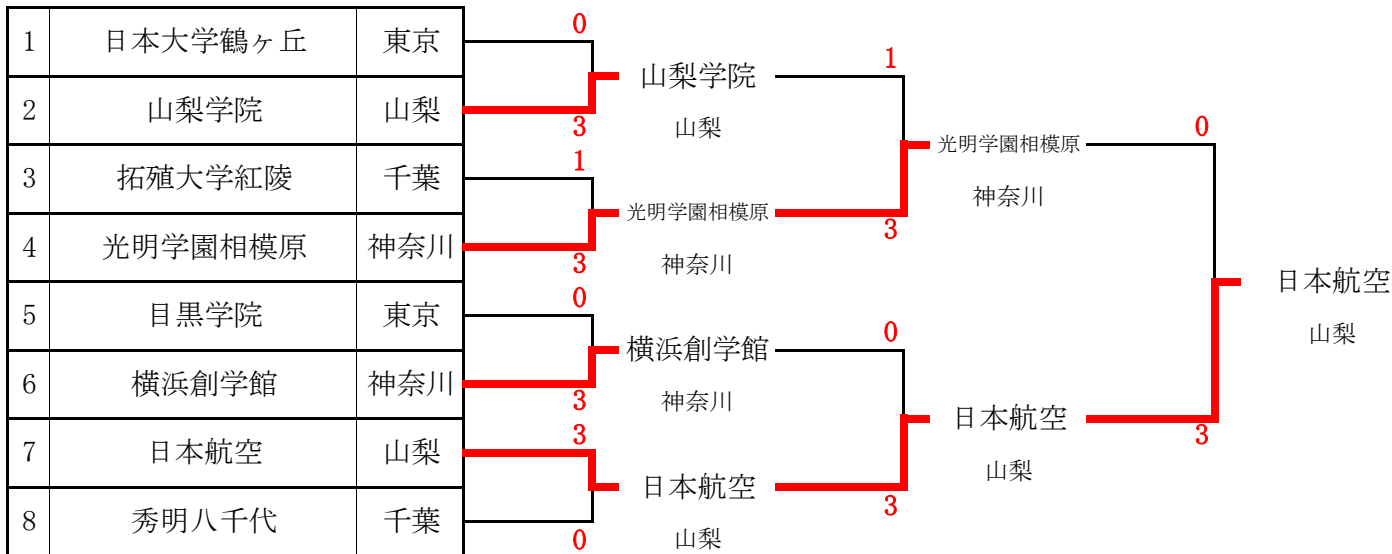 1 日本大学鶴ヶ丘 東京
2 山梨学院 山梨
3 拓殖大学紅陵 千葉
4 光明学園相模原 神奈川
5 目黒学院 東京
6 横浜創学館 神奈川
7 日本航空 山梨
8 秀明八千代 千葉
0
3
1
3
0
3
3
0
山梨学院
山梨
光明学園相模原
神奈川
横浜創学館
神奈川
日本航空
山梨
1
3
0
3
光明学園相模原
神奈川
日本航空
山梨
0
3
日本航空
山梨